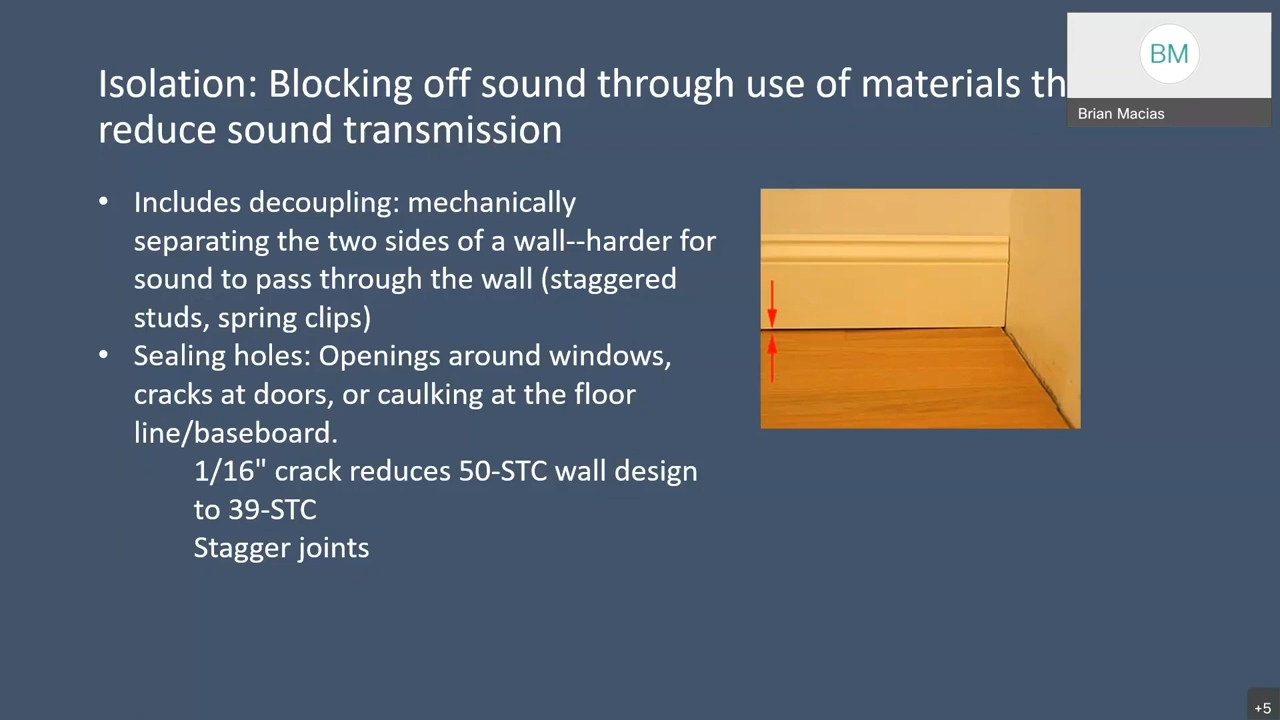 Isolation: Blocking off sound through use of materials th
reduce sound transmission
BM
Brian Macias
• Includes decoupling: mechanically
separating the two sides of a wall--harder for
sound to pass through the wall (staggered
studs, spring clips)
• Sealing holes: Openings around windows,
cracks at doors, or caulking at the floor
line/baseboard.
1/16" crack reduces 50-STC wall design
to 39-STC
Stagger joints
+5